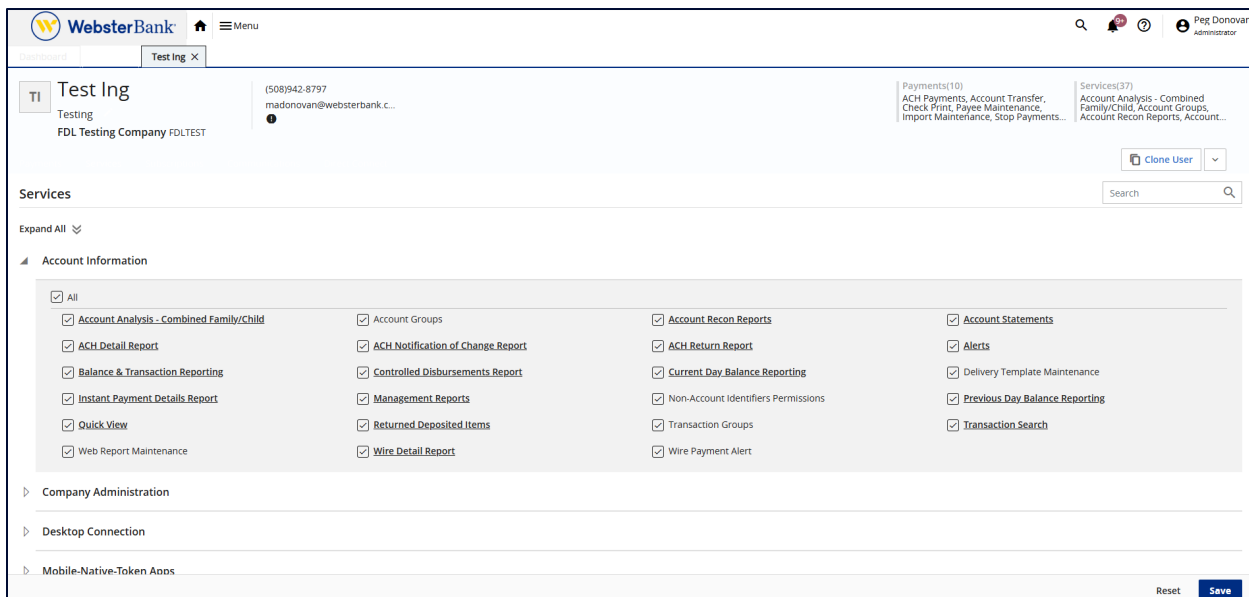 WebsterBank Menu 9+ Peg Donovan
Administrator
Dashboard Test Ing
TI Test Ing
Testing
FDL Testing Company FDLTEST
(508)942-8797
madonovan@websterbank.c...
Payments(10)
ACH Payments, Account Transfer,
Check Print, Payee Maintenance,
Import Maintenance, Stop Payments...
Services(37)
Account Analysis - Combined
Family/Child, Account Groups,
Account Recon Reports, Account...
Clone User
Services Search
Expand All
Account Information
All
Account Analysis - Combined Family/Child Account Groups Account Recon Reports Account Statements
ACH Detail Report ACH Notification of Change Report ACH Return Report Alerts
Balance & Transaction Reporting Controlled Disbursements Report Current Day Balance Reporting Delivery Template Maintenance
Instant Payment Details Report Management Reports Non-Account Identifiers Permissions Previous Day Balance Reporting
Quick View Returned Deposited Items Transaction Groups Transaction Search
Web Report Maintenance Wire Detail Report Wire Payment Alert
Company Administration
Desktop Connection
Mobile-Native-Token Apps
Reset Save